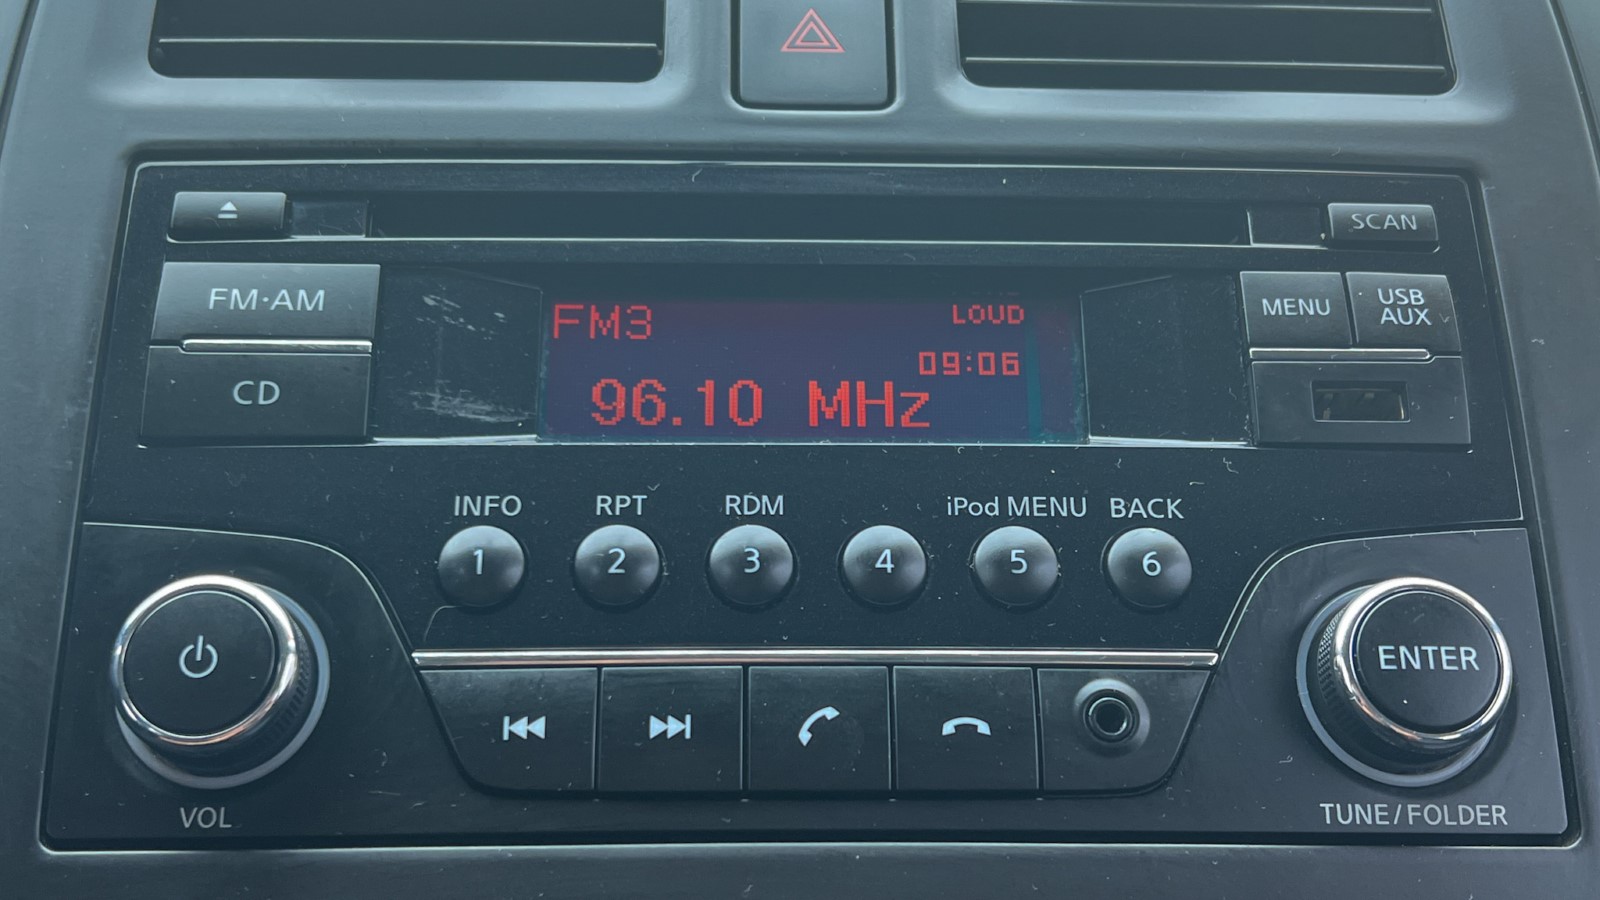 SCAN
FM·AM
CD
FM3
LOUD
09:06
96.10 MHz
MENU
USB
AUX
INFO
RPT
RDM
iPod MENU
BACK
1
2
3
4
5
6
ENTER
VOL
TUNE/FOLDER